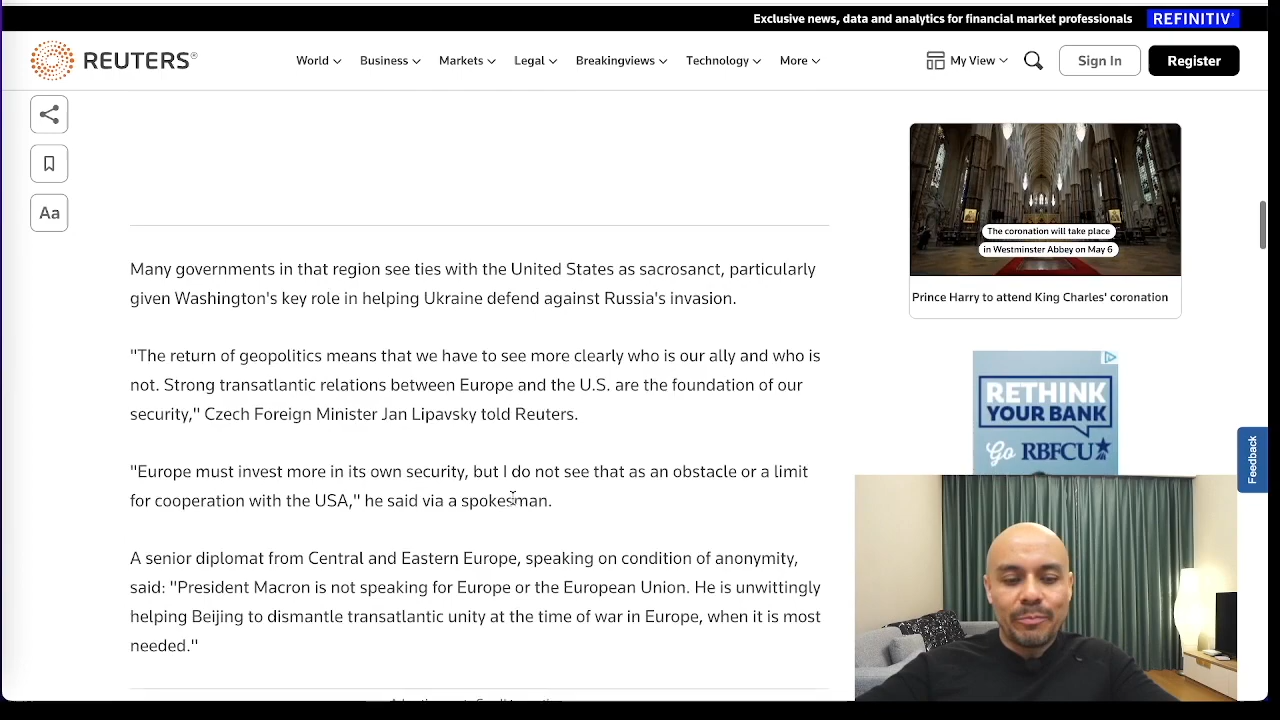 Exclusive news, data and analytics for financial market professionals REFINITIV
REUTERS®
World Business Markets Legal Breakingviews Technology More
My View Sign In Register
Aa
The coronation will take place
in Westminster Abbey on May 6
Prince Harry to attend King Charles' coronation
Many governments in that region see ties with the United States as sacrosanct, particularly
given Washington's key role in helping Ukraine defend against Russia's invasion.
"The return of geopolitics means that we have to see more clearly who is our ally and who is
not. Strong transatlantic relations between Europe and the U.S. are the foundation of our
security," Czech Foreign Minister Jan Lipavsky told Reuters.
"Europe must invest more in its own security, but I do not see that as an obstacle or a limit
for cooperation with the USA," he said via a spokesman.
A senior diplomat from Central and Eastern Europe, speaking on condition of anonymity,
said: "President Macron is not speaking for Europe or the European Union. He is unwittingly
helping Beijing to dismantle transatlantic unity at the time of war in Europe, when it is most
needed."
RETHINK
YOUR BANK
Go RBFCU
Feedback